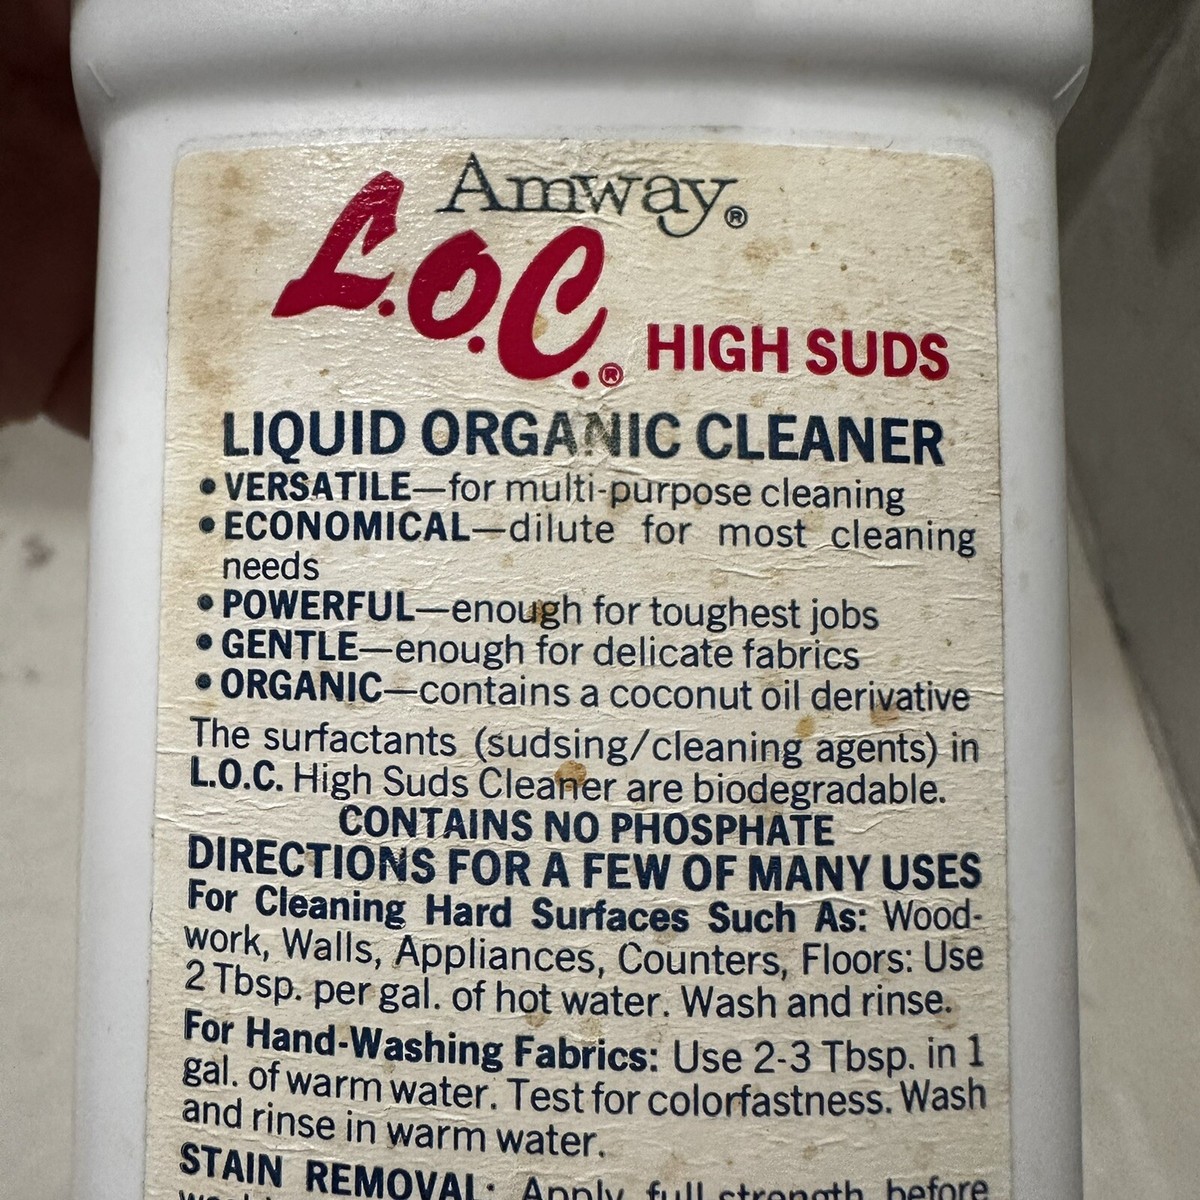 Amway®
L.O.C.® HIGH SUDS
LIQUID ORGANIC CLEANER
• VERSATILE—for multi-purpose cleaning
• ECONOMICAL—dilute for most cleaning
needs
• POWERFUL—enough for toughest jobs
• GENTLE—enough for delicate fabrics
• ORGANIC—contains a coconut oil derivative
The surfactants (sudsing/cleaning agents) in
L.O.C. High Suds Cleaner are biodegradable.
CONTAINS NO PHOSPHATE
DIRECTIONS FOR A FEW OF MANY USES
For Cleaning Hard Surfaces Such As: Wood-
work, Walls, Appliances, Counters, Floors: Use
2 Tbsp. per gal. of hot water. Wash and rinse.
For Hand-Washing Fabrics: Use 2-3 Tbsp. in 1
gal. of warm water. Test for colorfastness. Wash
and rinse in warm water.
STAIN REMOVAL: Apply full strength before